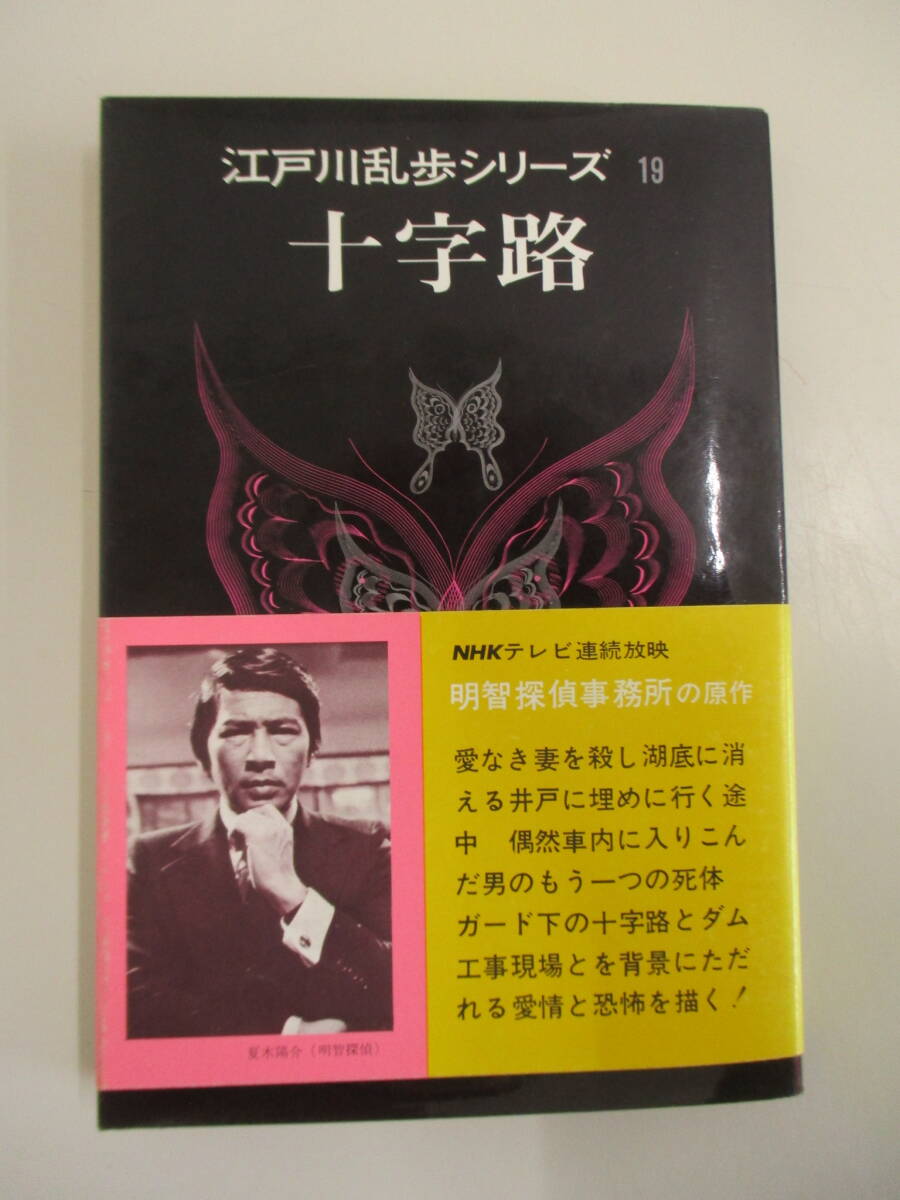 江戸川乱歩シリーズ 19
十字路
NHKテレビ連続放映
明智探偵事務所の原作
愛なき妻を殺し湖底に消
える井戸に埋めに行く途
中　偶然車内に入りこん
だ男のもう一つの死体
ガード下の十字路とダム
工事現場とを背景にただ
れる愛情と恐怖を描く！
夏木陽介（明智探偵）